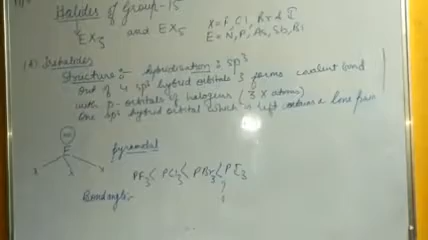 Halides of Group-15
EX3 and EX5 X=F, Cl, Br & I
E = N, P, As, Sb, Bi
(A) Trihalides
Structure :- hybridisation : sp3
Out of 4 sp3 hybrid orbitals 3 forms covalent bond
with p-orbitals of halogens (3 X atoms)
One sp3 hybrid orbital which is left contains a lone pair
E pyramidal
X X X
PF3 < PCl3 < PBr3 < PI3
Bond angle:-